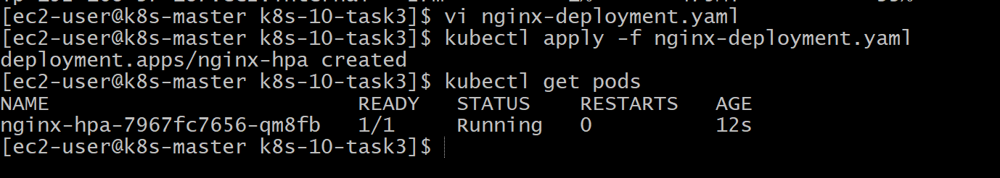 [ec2-user@k8s-master k8s-10-task3]$ vi nginx-deployment.yaml
[ec2-user@k8s-master k8s-10-task3]$ kubectl apply -f nginx-deployment.yaml
deployment.apps/nginx-hpa created
[ec2-user@k8s-master k8s-10-task3]$ kubectl get pods
NAME                         READY   STATUS    RESTARTS   AGE
nginx-hpa-7967fc7656-qm8fb   1/1     Running   0          12s
[ec2-user@k8s-master k8s-10-task3]$